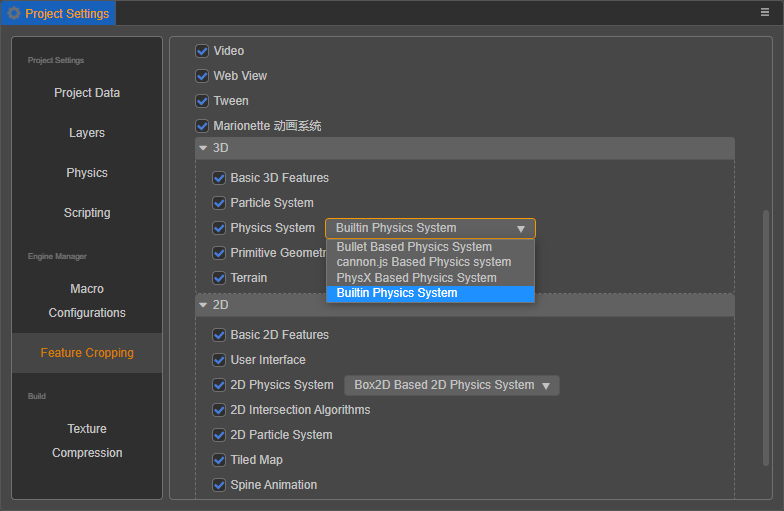 Project Settings
Project Settings
Project Data
Layers
Physics
Scripting
Engine Manager
Macro
Configurations
Feature Cropping
Build
Texture
Compression
Video
Web View
Tween
Marionette 动画系统
3D
Basic 3D Features
Particle System
Physics System Builtin Physics System
Bullet Based Physics System
cannon.js Based Physics system
PhysX Based Physics System
Builtin Physics System
Primitive Geometr
Terrain
2D
Basic 2D Features
User Interface
2D Physics System Box2D Based 2D Physics System
2D Intersection Algorithms
2D Particle System
Tiled Map
Spine Animation